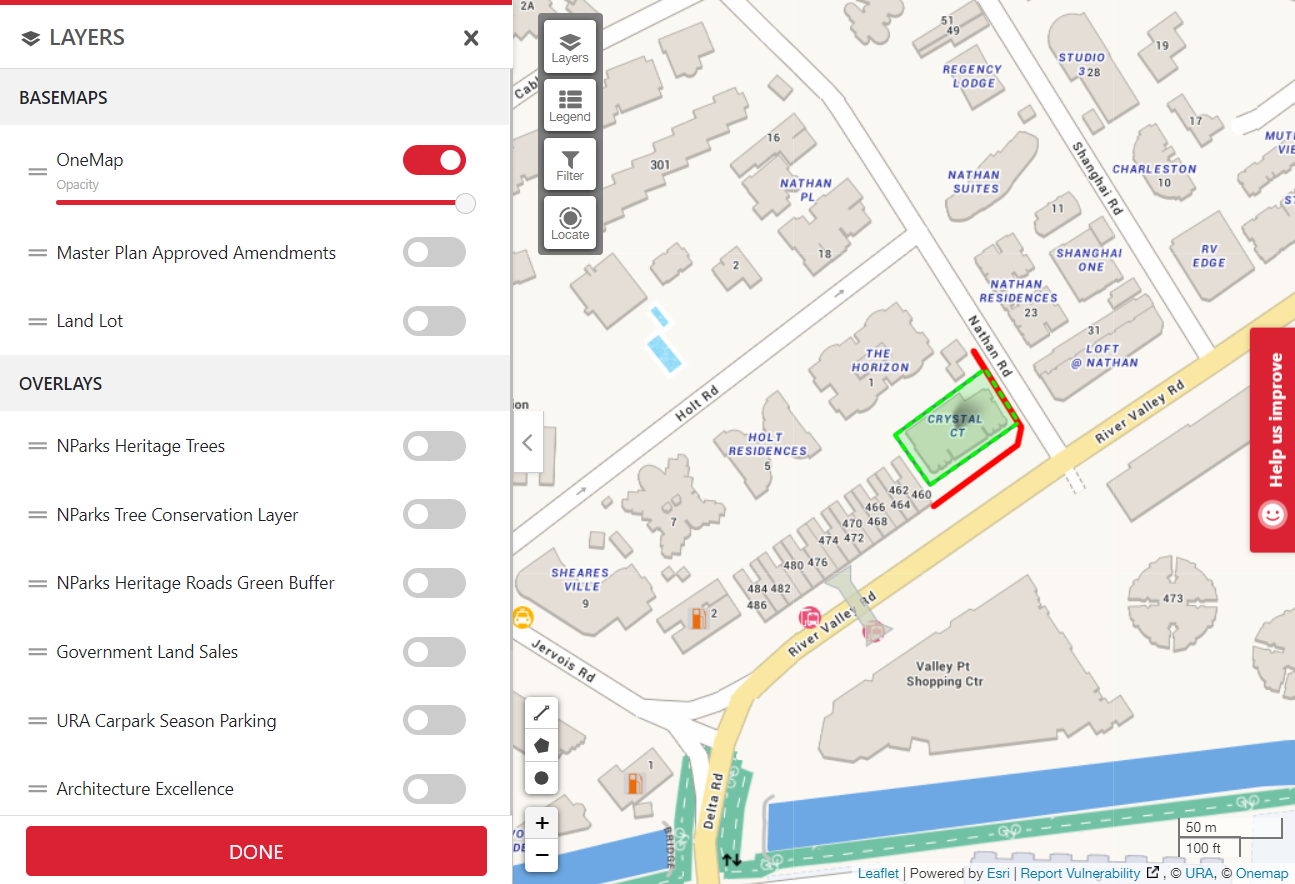 LAYERS
BASEMAPS
OneMap
Opacity
Master Plan Approved Amendments
Land Lot
OVERLAYS
NParks Heritage Trees
NParks Tree Conservation Layer
NParks Heritage Roads Green Buffer
Government Land Sales
URA Carpark Season Parking
Architecture Excellence
DONE
Layers
Legend
Filter
Locate
2A
51
49
REGENCY
LODGE
STUDIO
3 28
19
17
16
301
NATHAN
PL
18
2
NATHAN
SUITES
Shanghai Rd
CHARLESTON
10
11
SHANGHAI
ONE
RV
EDGE
NATHAN
RESIDENCES
23
31
LOFT
@ NATHAN
Nathan Rd
THE
HORIZON
1
CRYSTAL
CT
Holt Rd
HOLT
RESIDENCES
5
River Valley Rd
462 460
466 464
470 468
474 472
480 476
484 482
486
7
SHEARES
VILLE
9
2
River Valley Rd
Jervois Rd
473
Valley Pt
Shopping Ctr
1
Delta Rd
BRIDGE
Help us improve
+
−
50 m
100 ft
Leaflet | Powered by Esri | Report Vulnerability , © URA, © Onemap